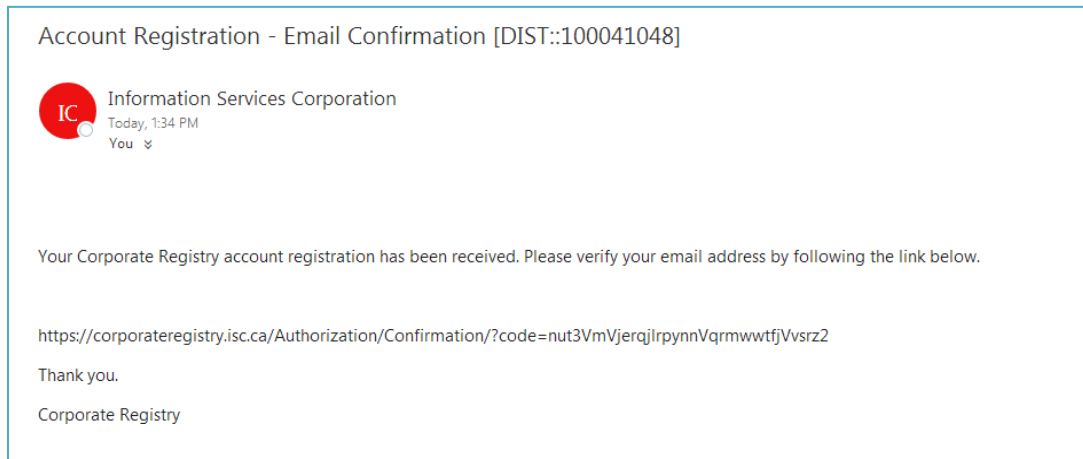 Account Registration - Email Confirmation [DIST::100041048]
IC
Information Services Corporation
Today, 1:34 PM
You
Your Corporate Registry account registration has been received. Please verify your email address by following the link below.
https://corporateregistry.isc.ca/Authorization/Confirmation/?code=nut3VmVjerqjIrpynnVqrmwwtfjVvsrz2
Thank you.
Corporate Registry